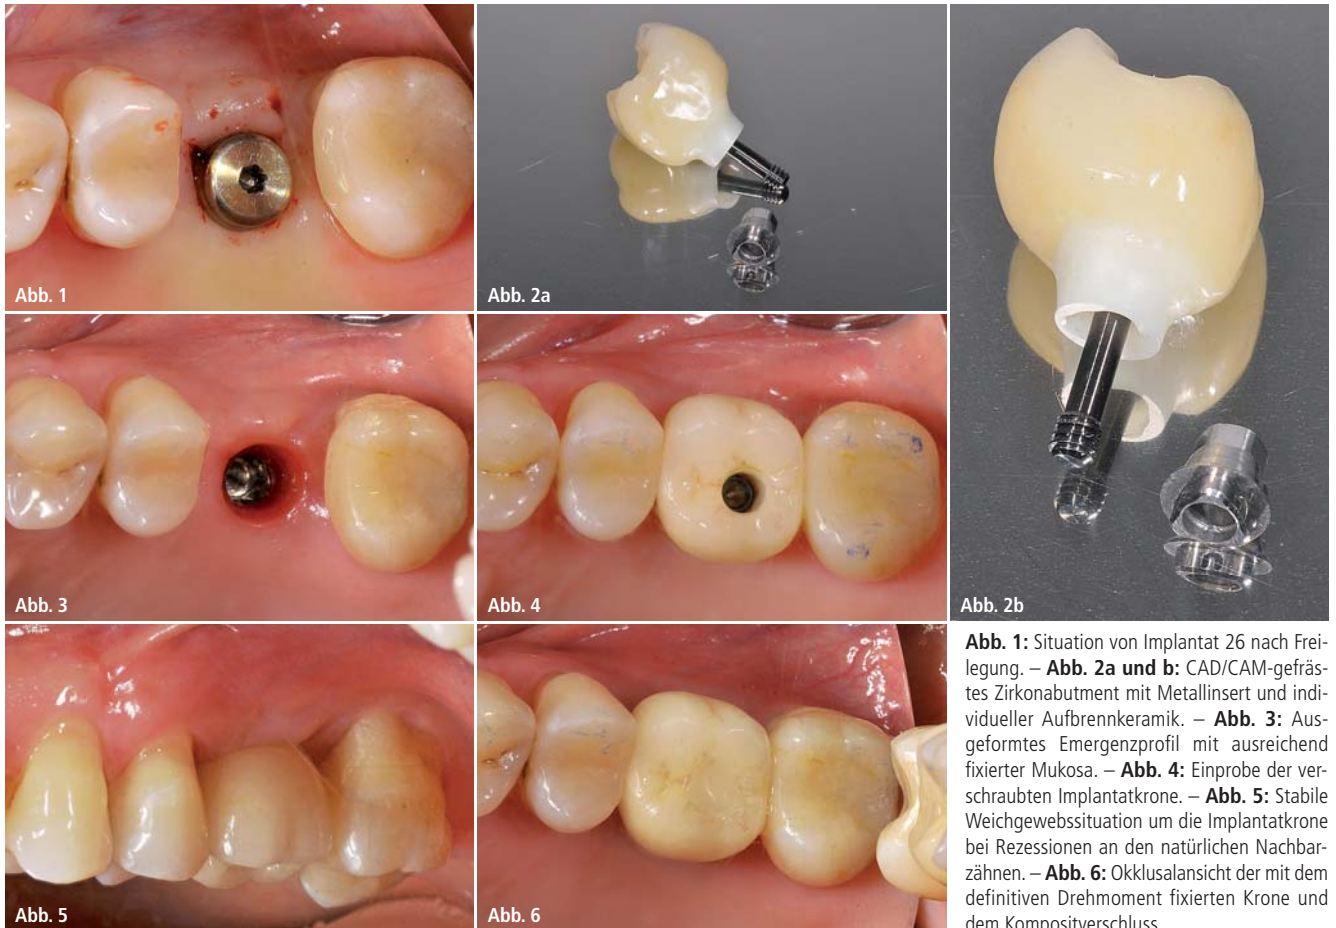 Abb. 1
Abb. 2a
Abb. 2b
Abb. 3
Abb. 4
Abb. 5
Abb. 6
Abb. 1: Situation von Implantat 26 nach Frei-
legung. – Abb. 2a und b: CAD/CAM-gefräs-
tes Zirkonabutment mit Metallinsert und indi-
vidueller Aufbrennkeramik. – Abb. 3: Aus-
geformtes Emergenzprofil mit ausreichend
fixierter Mukosa. – Abb. 4: Einprobe der ver-
schraubten Implantatkrone. – Abb. 5: Stabile
Weichgewebssituation um die Implantatkrone
bei Rezessionen an den natürlichen Nachbar-
zähnen. – Abb. 6: Okklusalansicht der mit dem
definitiven Drehmoment fixierten Krone und
dem Kompositverschluss.